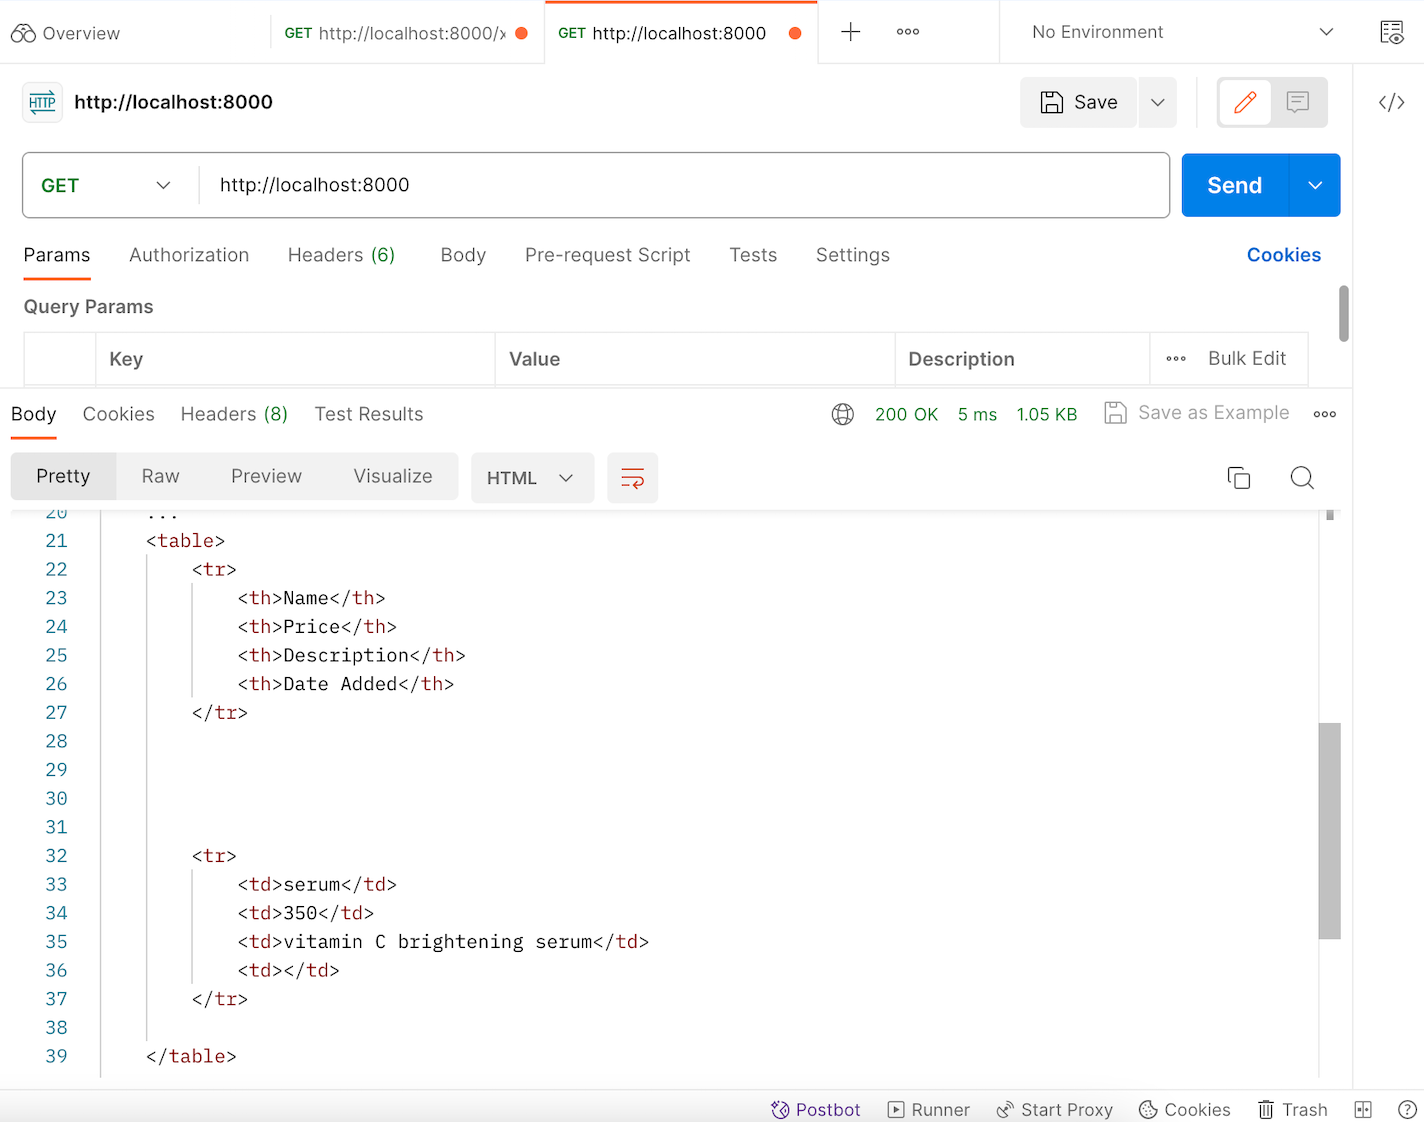 Overview
GET http://localhost:8000/x
GET http://localhost:8000
No Environment
HTTP http://localhost:8000
Save
GET http://localhost:8000
Send
Params Authorization Headers (6) Body Pre-request Script Tests Settings Cookies
Query Params
Key Value Description Bulk Edit
Body Cookies Headers (8) Test Results 200 OK 5 ms 1.05 KB Save as Example
Pretty Raw Preview Visualize HTML
20 ...
21 <table>
22 <tr>
23 <th>Name</th>
24 <th>Price</th>
25 <th>Description</th>
26 <th>Date Added</th>
27 </tr>
28
29
30
31
32 <tr>
33 <td>serum</td>
34 <td>350</td>
35 <td>vitamin C brightening serum</td>
36 <td></td>
37 </tr>
38
39 </table>
Postbot Runner Start Proxy Cookies Trash